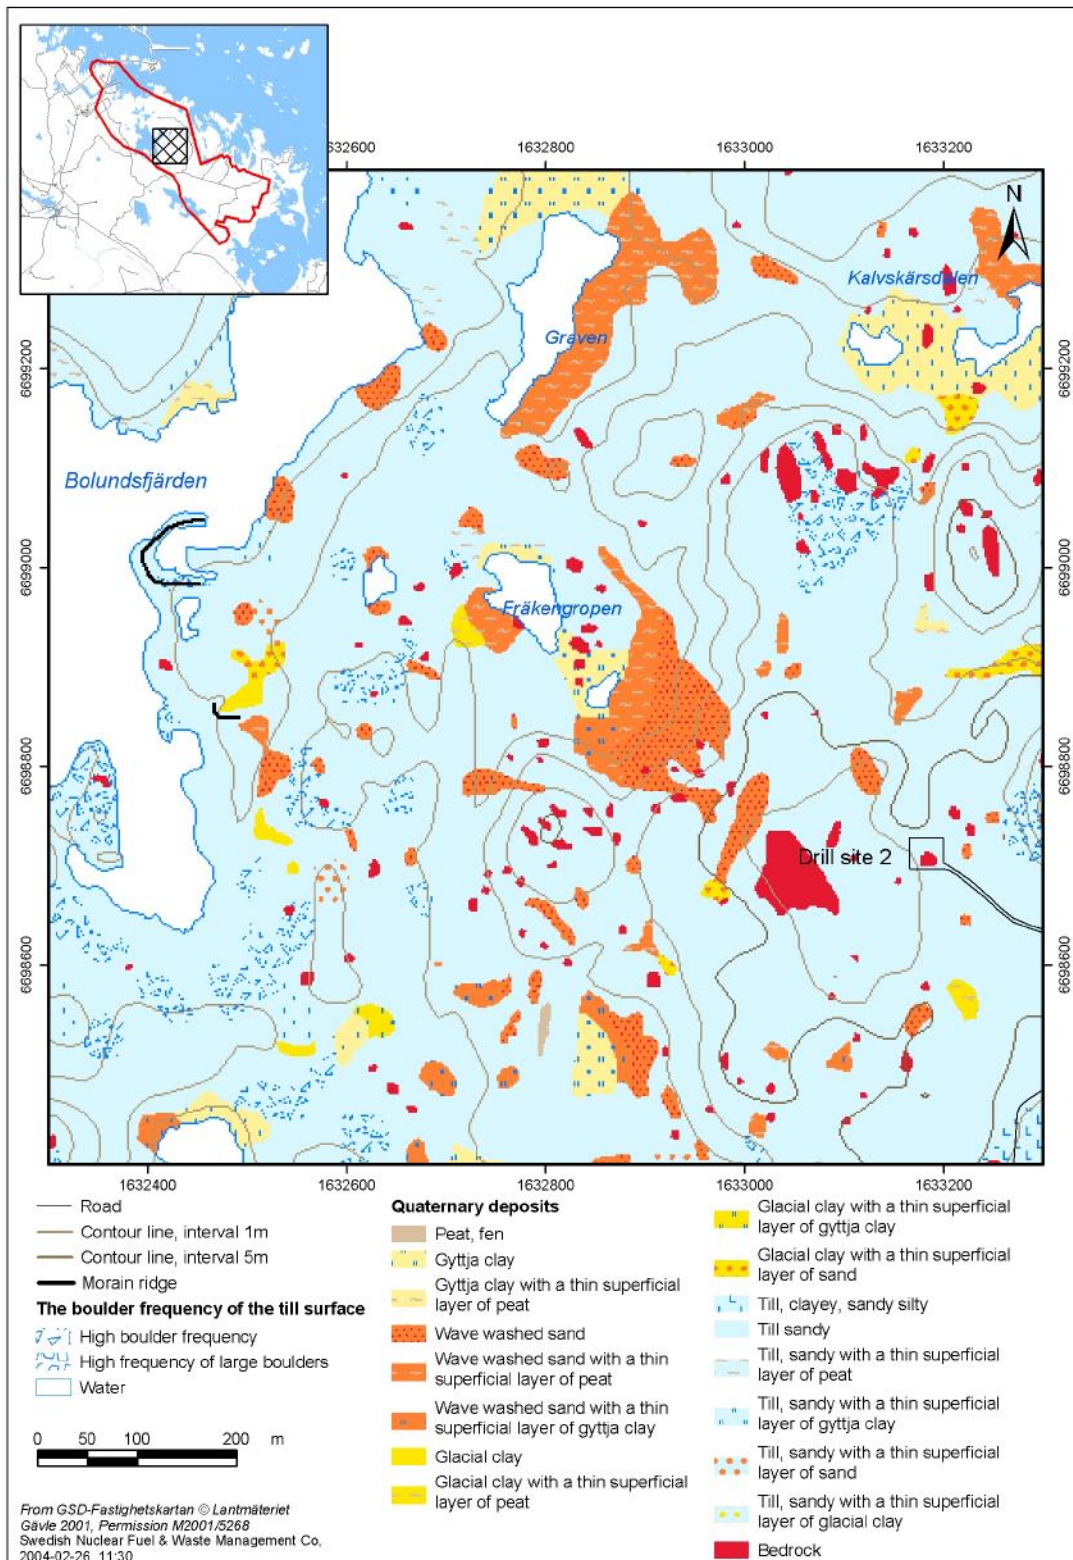 1632600
1632800
1633000
1633200
N
Kalvskärsdalen
Graven
6699200
6699200
Bolundsfjärden
6699000
6699000
Fräkengropen
6698800
6698800
Drill site 2
6698600
6698600
1632400
1632600
1632800
1633000
1633200
Road
Contour line, interval 1m
Contour line, interval 5m
Morain ridge
The boulder frequency of the till surface
High boulder frequency
High frequency of large boulders
Water
0 50 100 200 m
From GSD-Fastighetskartan © Lantmäteriet
Gävle 2001, Permission M2001/5268
Swedish Nuclear Fuel & Waste Management Co,
2004-02-26, 11:30
Quaternary deposits
Peat, fen
Gyttja clay
Gyttja clay with a thin superficial
layer of peat
Wave washed sand
Wave washed sand with a thin
superficial layer of peat
Wave washed sand with a thin
superficial layer of gyttja clay
Glacial clay
Glacial clay with a thin superficial
layer of peat
Glacial clay with a thin superficial
layer of gyttja clay
Glacial clay with a thin superficial
layer of sand
Till, clayey, sandy silty
Till sandy
Till, sandy with a thin superficial
layer of peat
Till, sandy with a thin superficial
layer of gyttja clay
Till, sandy with a thin superficial
layer of sand
Till, sandy with a thin superficial
layer of glacial clay
Bedrock